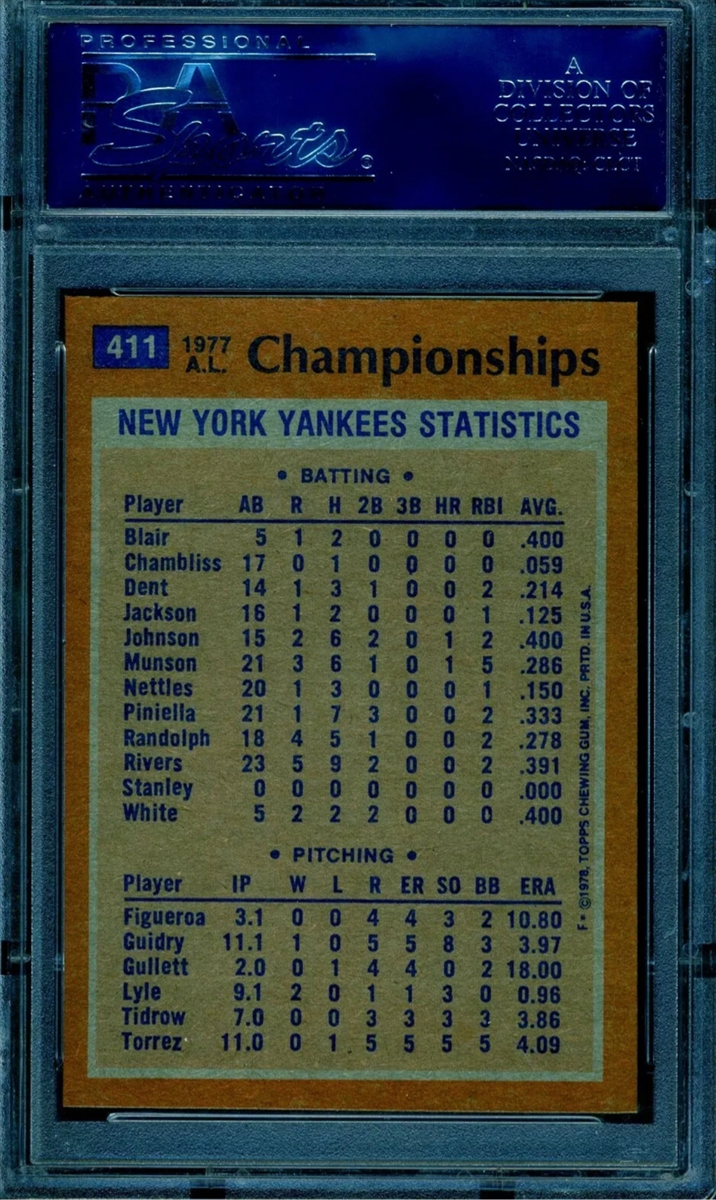 PROFESSIONAL
PSA
Sports®
AUTHENTICATOR
A
DIVISION OF
COLLECTORS
UNIVERSE
NASDAQ: CLCT
411 1977 A.L. Championships
NEW YORK YANKEES STATISTICS
• BATTING •
Player AB R H 2B 3B HR RBI AVG.
Blair 5 1 2 0 0 0 0 .400
Chambliss 17 0 1 0 0 0 0 .059
Dent 14 1 3 1 0 0 2 .214
Jackson 16 1 2 0 0 0 1 .125
Johnson 15 2 6 2 0 1 2 .400
Munson 21 3 6 1 0 1 5 .286
Nettles 20 1 3 0 0 0 1 .150
Piniella 21 1 7 3 0 0 2 .333
Randolph 18 4 5 1 0 0 2 .278
Rivers 23 5 9 2 0 0 2 .391
Stanley 0 0 0 0 0 0 0 .000
White 5 2 2 2 0 0 0 .400
• PITCHING •
Player IP W L R ER SO BB ERA
Figueroa 3.1 0 0 4 4 3 2 10.80
Guidry 11.1 1 0 5 5 8 3 3.97
Gullett 2.0 0 1 4 4 0 2 18.00
Lyle 9.1 2 0 1 1 3 0 0.96
Tidrow 7.0 0 0 3 3 3 3 3.86
Torrez 11.0 0 1 5 5 5 5 4.09
F* ©1978, TOPPS CHEWING GUM, INC. PRTD. IN U.S.A.